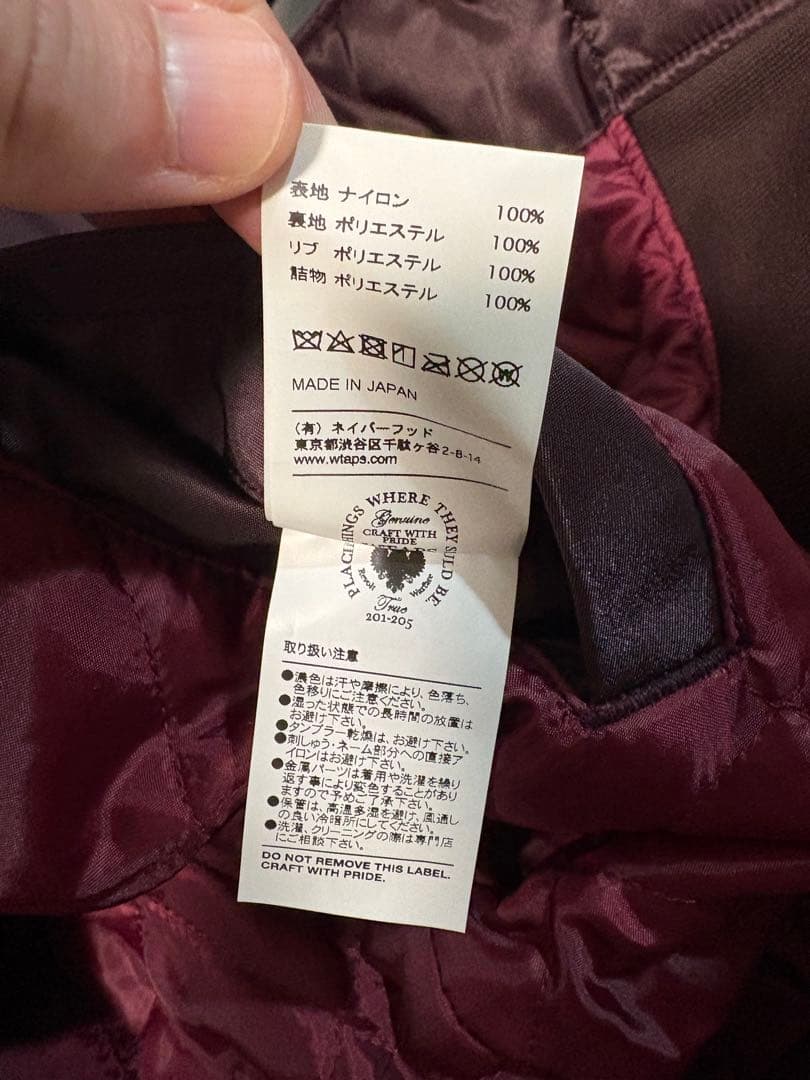 表地 ナイロン 100%
裏地 ポリエステル 100%
リブ ポリエステル 100%
詰物 ポリエステル 100%
W
MADE IN JAPAN
(有) ネイバーフッド
東京都渋谷区千駄ヶ谷2-8-14
www.wtaps.com
PLACE THINGS WHERE THEY SHOULD BE.
Genuine
CRAFT WITH
PRIDE
True
201-205
取り扱い注意
●濃色は汗や摩擦により、色落ち、
色移りにご注意ください。
●湿った状態での長時間の放置は
お避け下さい。
●タンブラー乾燥は、お避け下さい。
●刺しゅう・ネーム部分への直接ア
イロンはお避け下さい。
●金属パーツは着用や洗濯を繰り
返す事により変色することがあり
ますので予めご了承下さい。
●保管は、高温多湿を避け、風通し
の良い冷暗所にしてください。
●洗濯、クリーニングの際は専門店
にご相談下さい。
DO NOT REMOVE THIS LABEL.
CRAFT WITH PRIDE.